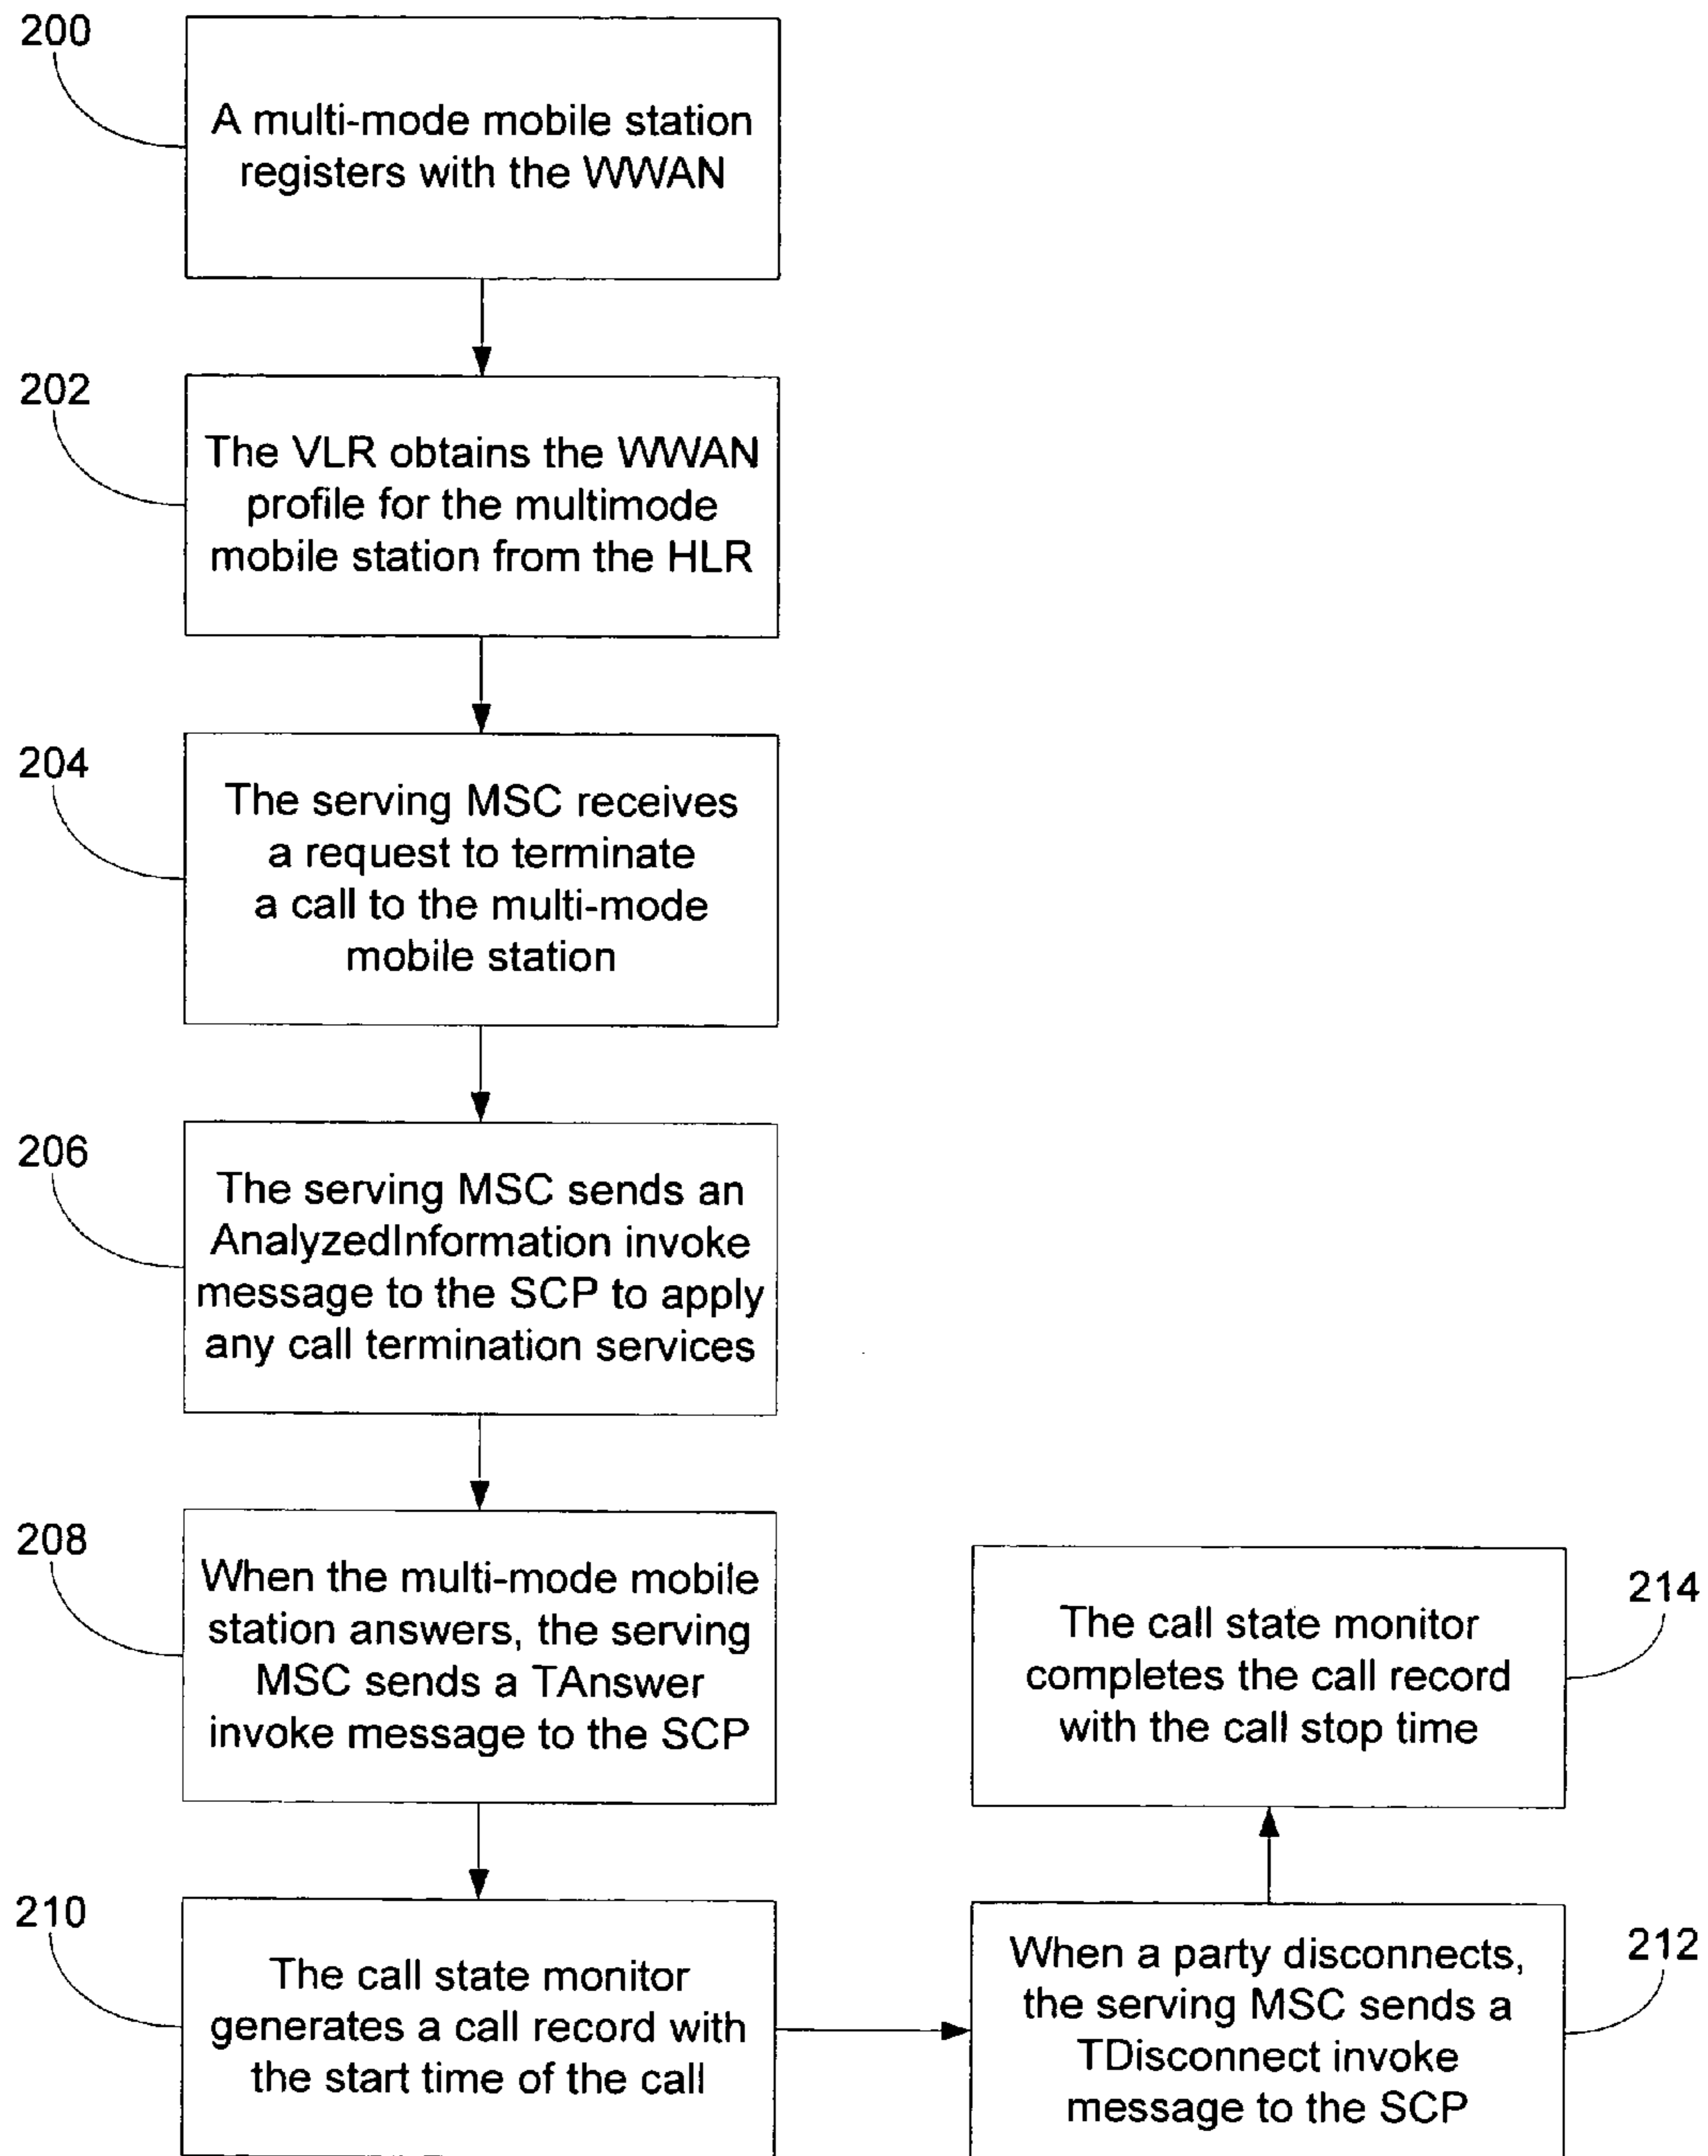 200
A multi-mode mobile station
registers with the WWAN
202
The VLR obtains the WWAN
profile for the multimode
mobile station from the HLR
204
The serving MSC receives
a request to terminate
a call to the multi-mode
mobile station
206
The serving MSC sends an
AnalyzedInformation invoke
message to the SCP to apply
any call termination services
208
When the multi-mode mobile
station answers, the serving
MSC sends a TAnswer
invoke message to the SCP
210
The call state monitor
generates a call record with
the start time of the call
212
When a party disconnects,
the serving MSC sends a
TDisconnect invoke
message to the SCP
214
The call state monitor
completes the call record
with the call stop time